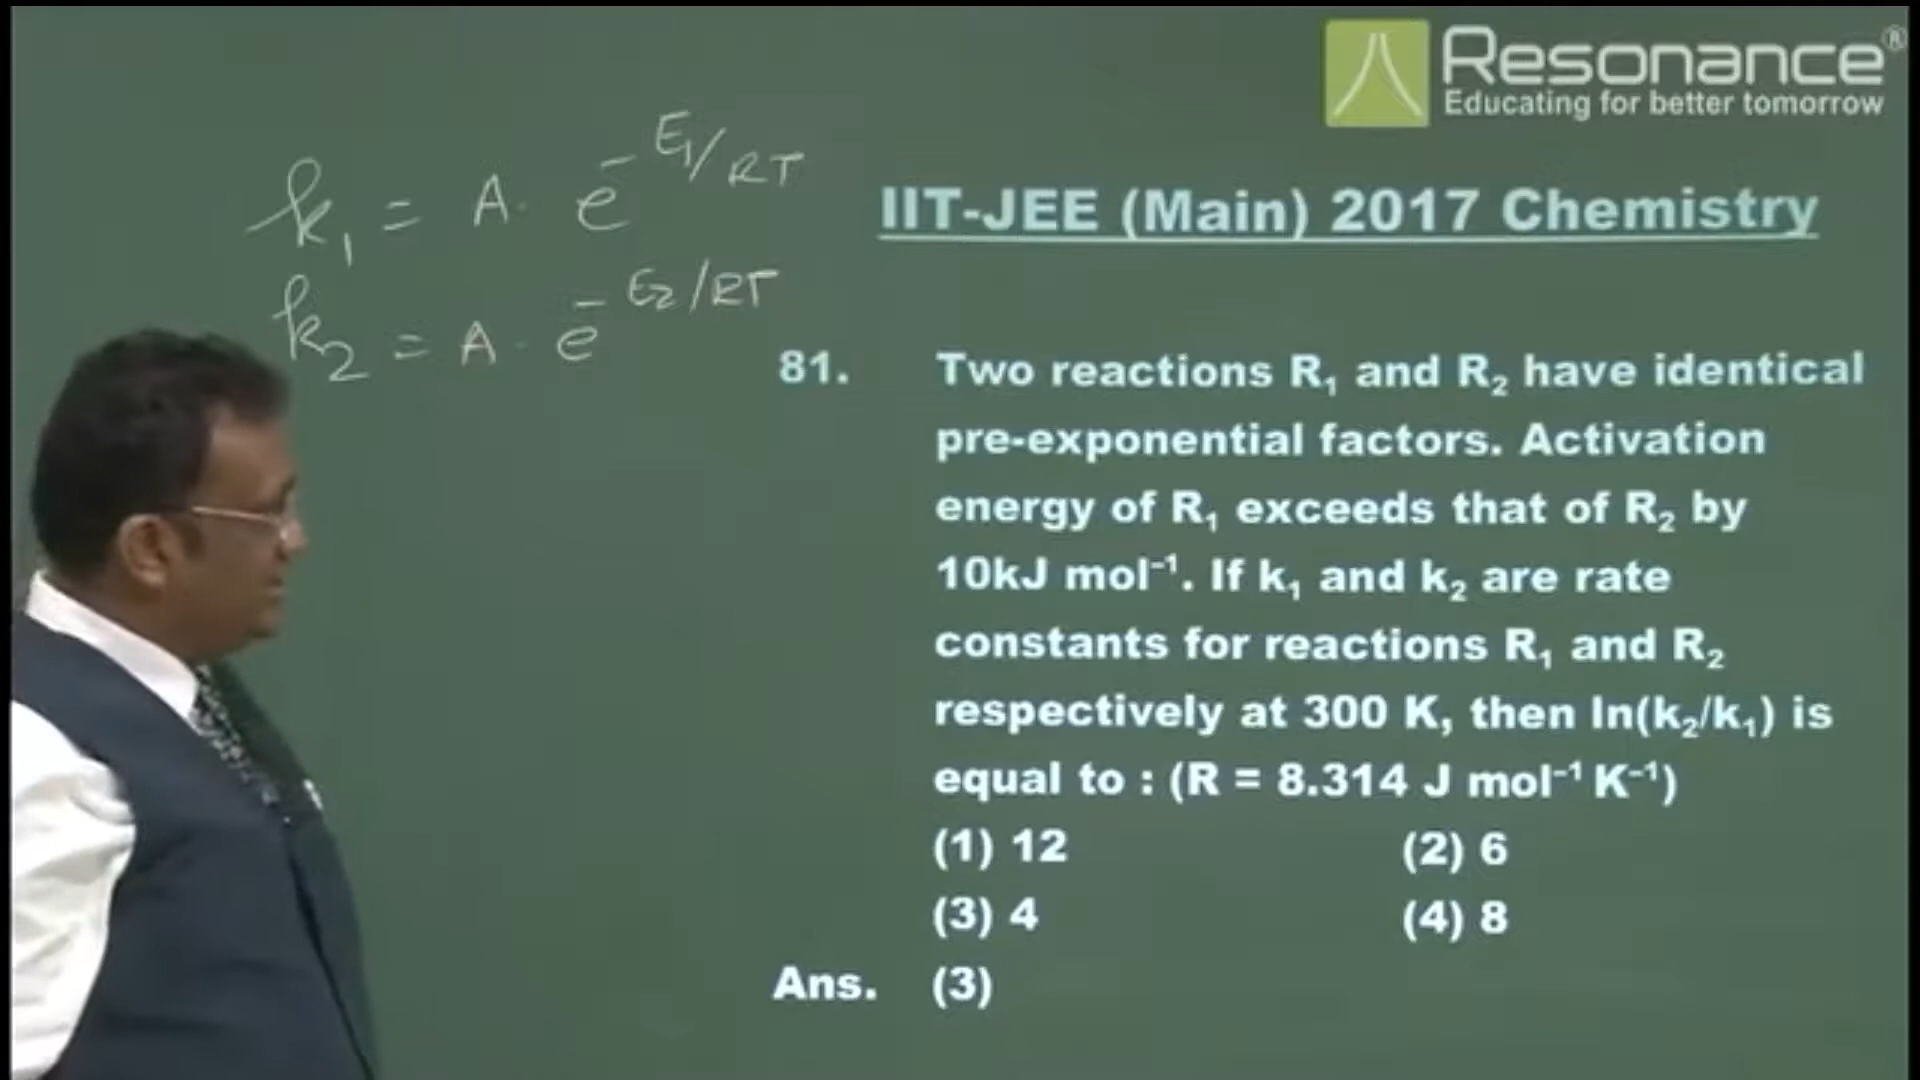 Resonance®
Educating for better tomorrow
k₁ = A. e^-E₁/RT
k₂ = A. e^-E₂/RT
IIT-JEE (Main) 2017 Chemistry
81. Two reactions R₁ and R₂ have identical
pre-exponential factors. Activation
energy of R₁ exceeds that of R₂ by
10kJ mol⁻¹. If k₁ and k₂ are rate
constants for reactions R₁ and R₂
respectively at 300 K, then ln(k₂/k₁) is
equal to : (R = 8.314 J mol⁻¹ K⁻¹)
(1) 12 (2) 6
(3) 4 (4) 8
Ans. (3)